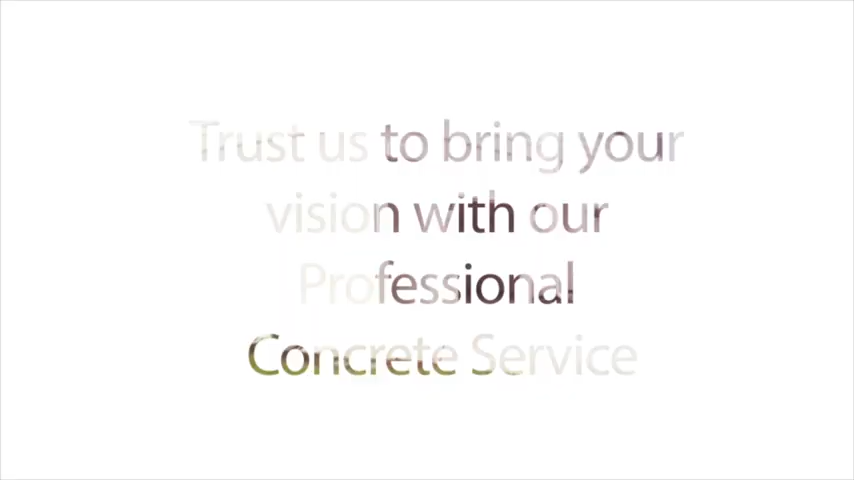 Trust us to bring your
vision with our
Professional
Concrete Service